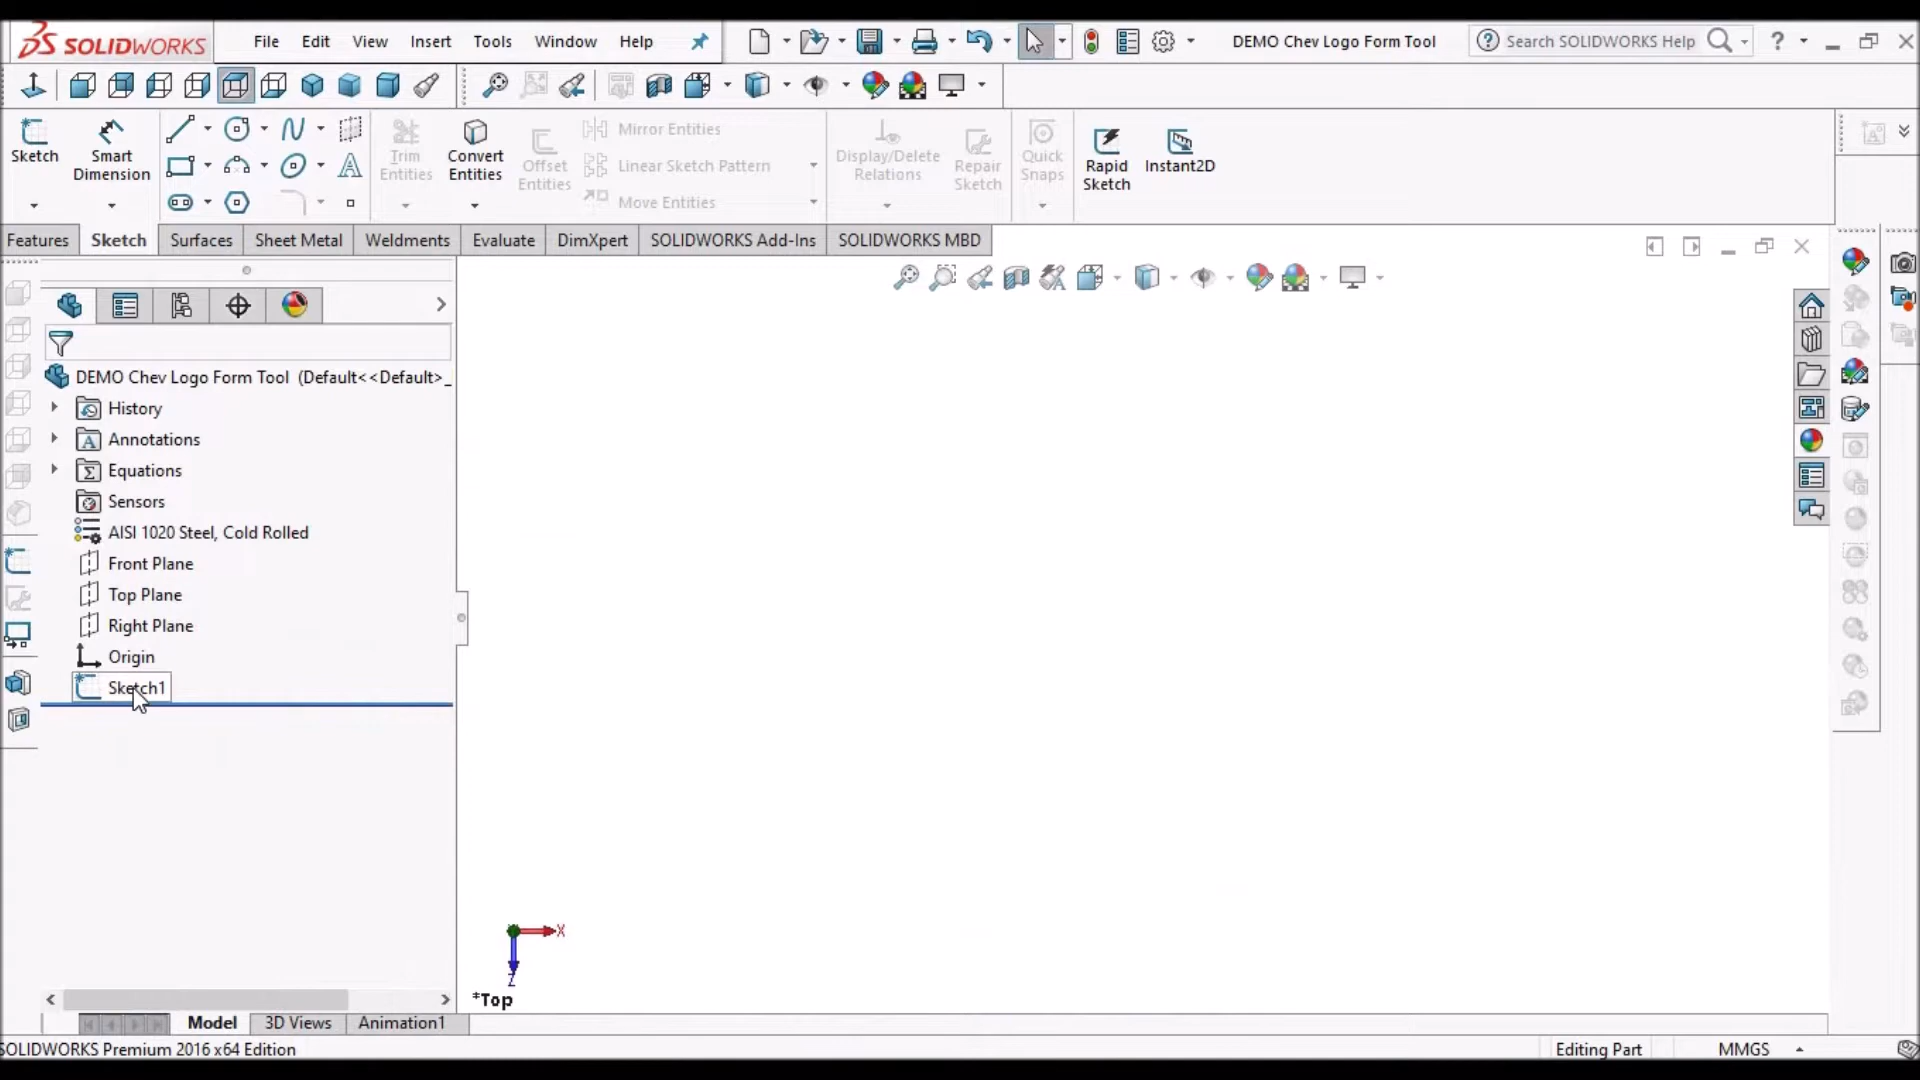 SOLIDWORKS File Edit View Insert Tools Window Help DEMO Chev Logo Form Tool Search SOLIDWORKS Help
Sketch Smart Dimension Trim Entities Convert Entities Offset Entities Mirror Entities Linear Sketch Pattern Move Entities Display/Delete Relations Repair Sketch Quick Snaps Rapid Sketch Instant2D
Features Sketch Surfaces Sheet Metal Weldments Evaluate DimXpert SOLIDWORKS Add-Ins SOLIDWORKS MBD
DEMO Chev Logo Form Tool (Default<<Default>_
History
Annotations
Equations
Sensors
AISI 1020 Steel, Cold Rolled
Front Plane
Top Plane
Right Plane
Origin
Sketch1
X
Z
*Top
Model 3D Views Animation1
SOLIDWORKS Premium 2016 x64 Edition Editing Part MMGS